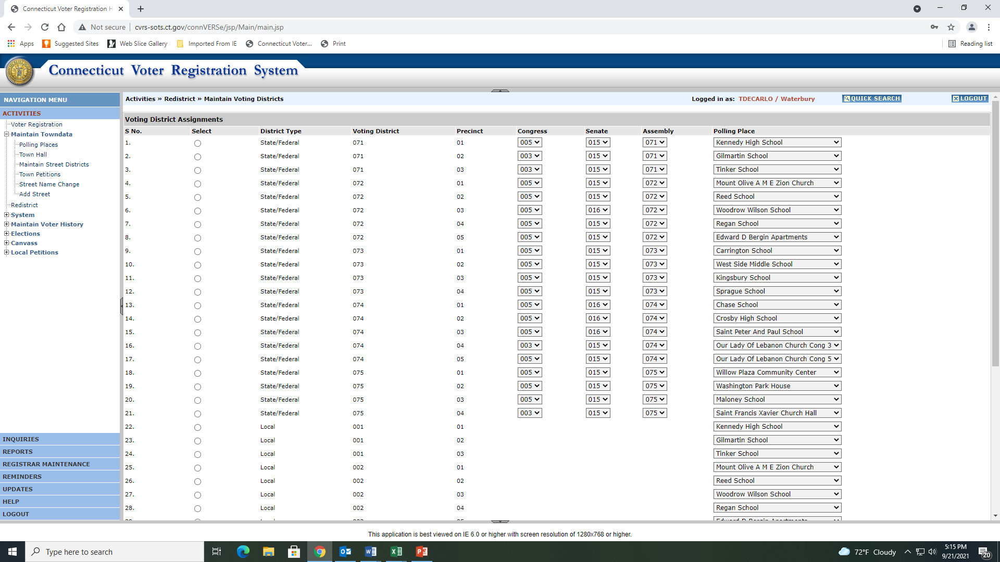 Connecticut Voter Registration H
Not secure cvrs-sots.ct.gov/connVERSe/jsp/Main/main.jsp
Apps Suggested Sites Web Slice Gallery Imported From IE Connecticut Voter... Print Reading list
Connecticut Voter Registration System
NAVIGATION MENU
ACTIVITIES
Voter Registration
Maintain Towndata
Polling Places
Town Hall
Maintain Street Districts
Town Petitions
Street Name Change
Add Street
Redistrict
System
Maintain Voter History
Elections
Canvass
Local Petitions
INQUIRIES
REPORTS
REGISTRAR MAINTENANCE
REMINDERS
UPDATES
HELP
LOGOUT
Activities » Redistrict » Maintain Voting Districts Logged in as: TDECARLO / Waterbury QUICK SEARCH LOGOUT
Voting District Assignments
S No. Select District Type Voting District Precinct Congress Senate Assembly Polling Place
1. State/Federal 071 01 005 015 071 Kennedy High School
2. State/Federal 071 02 003 015 071 Gilmartin School
3. State/Federal 071 03 003 015 071 Tinker School
4. State/Federal 072 01 005 015 072 Mount Olive A M E Zion Church
5. State/Federal 072 02 005 015 072 Reed School
6. State/Federal 072 03 005 016 072 Woodrow Wilson School
7. State/Federal 072 04 005 015 072 Regan School
8. State/Federal 072 05 005 015 072 Edward D Bergin Apartments
9. State/Federal 073 01 005 015 073 Carrington School
10. State/Federal 073 02 005 015 073 West Side Middle School
11. State/Federal 073 03 005 015 073 Kingsbury School
12. State/Federal 073 04 005 015 073 Sprague School
13. State/Federal 074 01 005 016 074 Chase School
14. State/Federal 074 02 005 016 074 Crosby High School
15. State/Federal 074 03 005 016 074 Saint Peter And Paul School
16. State/Federal 074 04 003 015 074 Our Lady Of Lebanon Church Cong 3
17. State/Federal 074 05 005 015 074 Our Lady Of Lebanon Church Cong 5
18. State/Federal 075 01 005 015 075 Willow Plaza Community Center
19. State/Federal 075 02 005 015 075 Washington Park House
20. State/Federal 075 03 005 015 075 Maloney School
21. State/Federal 075 04 003 015 075 Saint Francis Xavier Church Hall
22. Local 001 01 Kennedy High School
23. Local 001 02 Gilmartin School
24. Local 001 03 Tinker School
25. Local 002 01 Mount Olive A M E Zion Church
26. Local 002 02 Reed School
27. Local 002 03 Woodrow Wilson School
28. Local 002 04 Regan School
This application is best viewed on IE 6.0 or higher with screen resolution of 1280x768 or higher.
Type here to search
72°F Cloudy
5:15 PM
9/21/2021
20